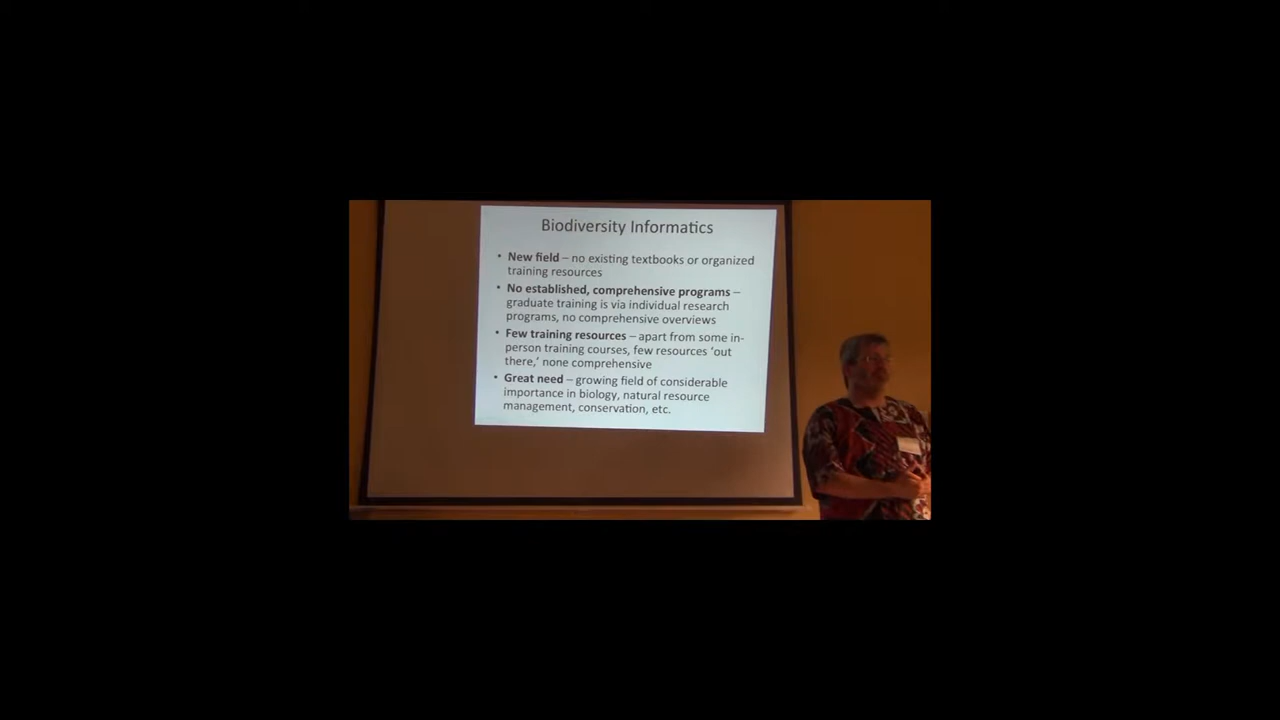 Biodiversity Informatics
• New field – no existing textbooks or organized
training resources
• No established, comprehensive programs –
graduate training is via individual research
programs, no comprehensive overviews
• Few training resources – apart from some in-
person training courses, few resources ‘out
there,’ none comprehensive
• Great need – growing field of considerable
importance in biology, natural resource
management, conservation, etc.